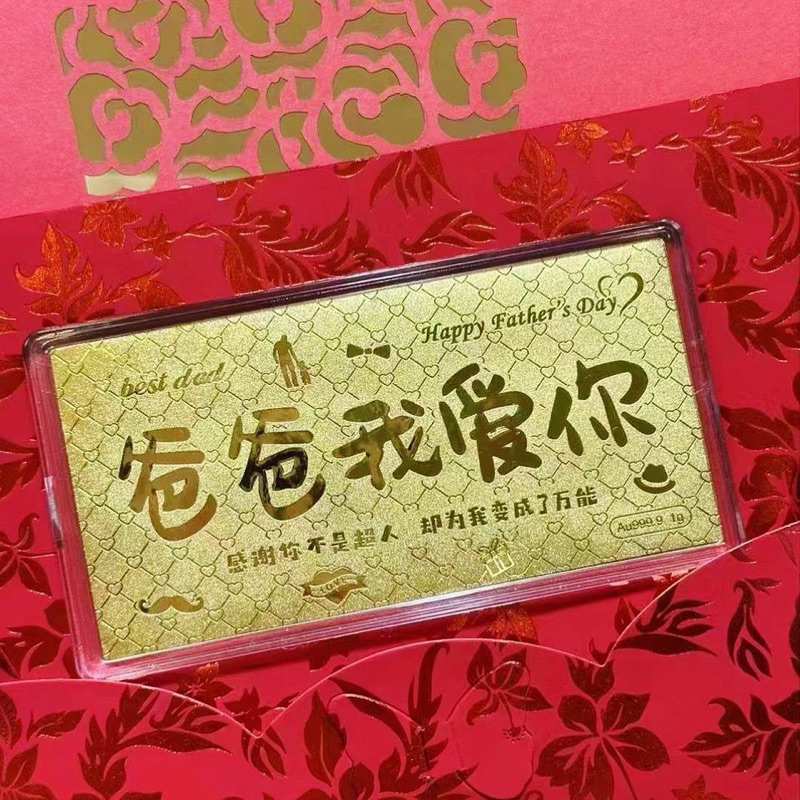 Happy Father's Day
best dad
爸爸我爱你
感谢你不是超人 却为我变成了万能
Au999.9 1g